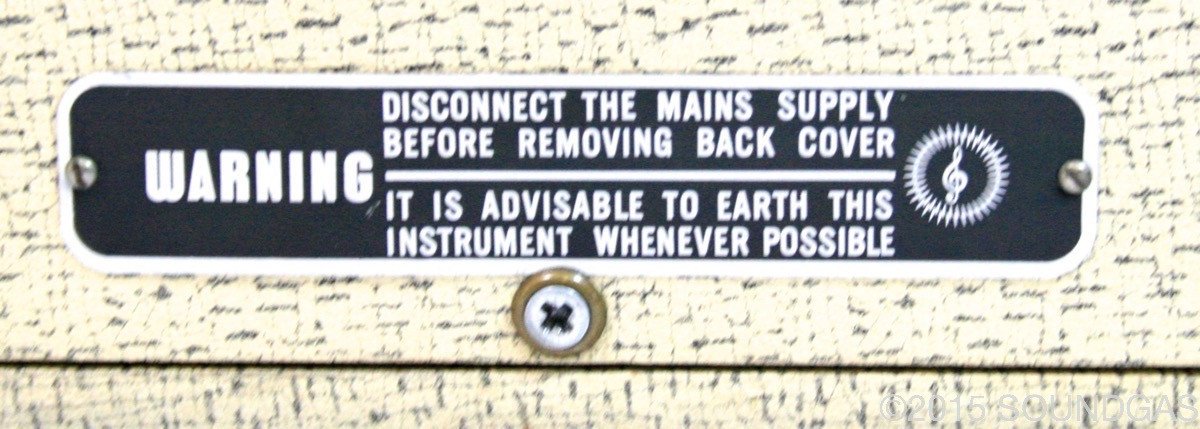 WARNING
DISCONNECT THE MAINS SUPPLY
BEFORE REMOVING BACK COVER
IT IS ADVISABLE TO EARTH THIS
INSTRUMENT WHENEVER POSSIBLE
©2015 SOUNDGAS